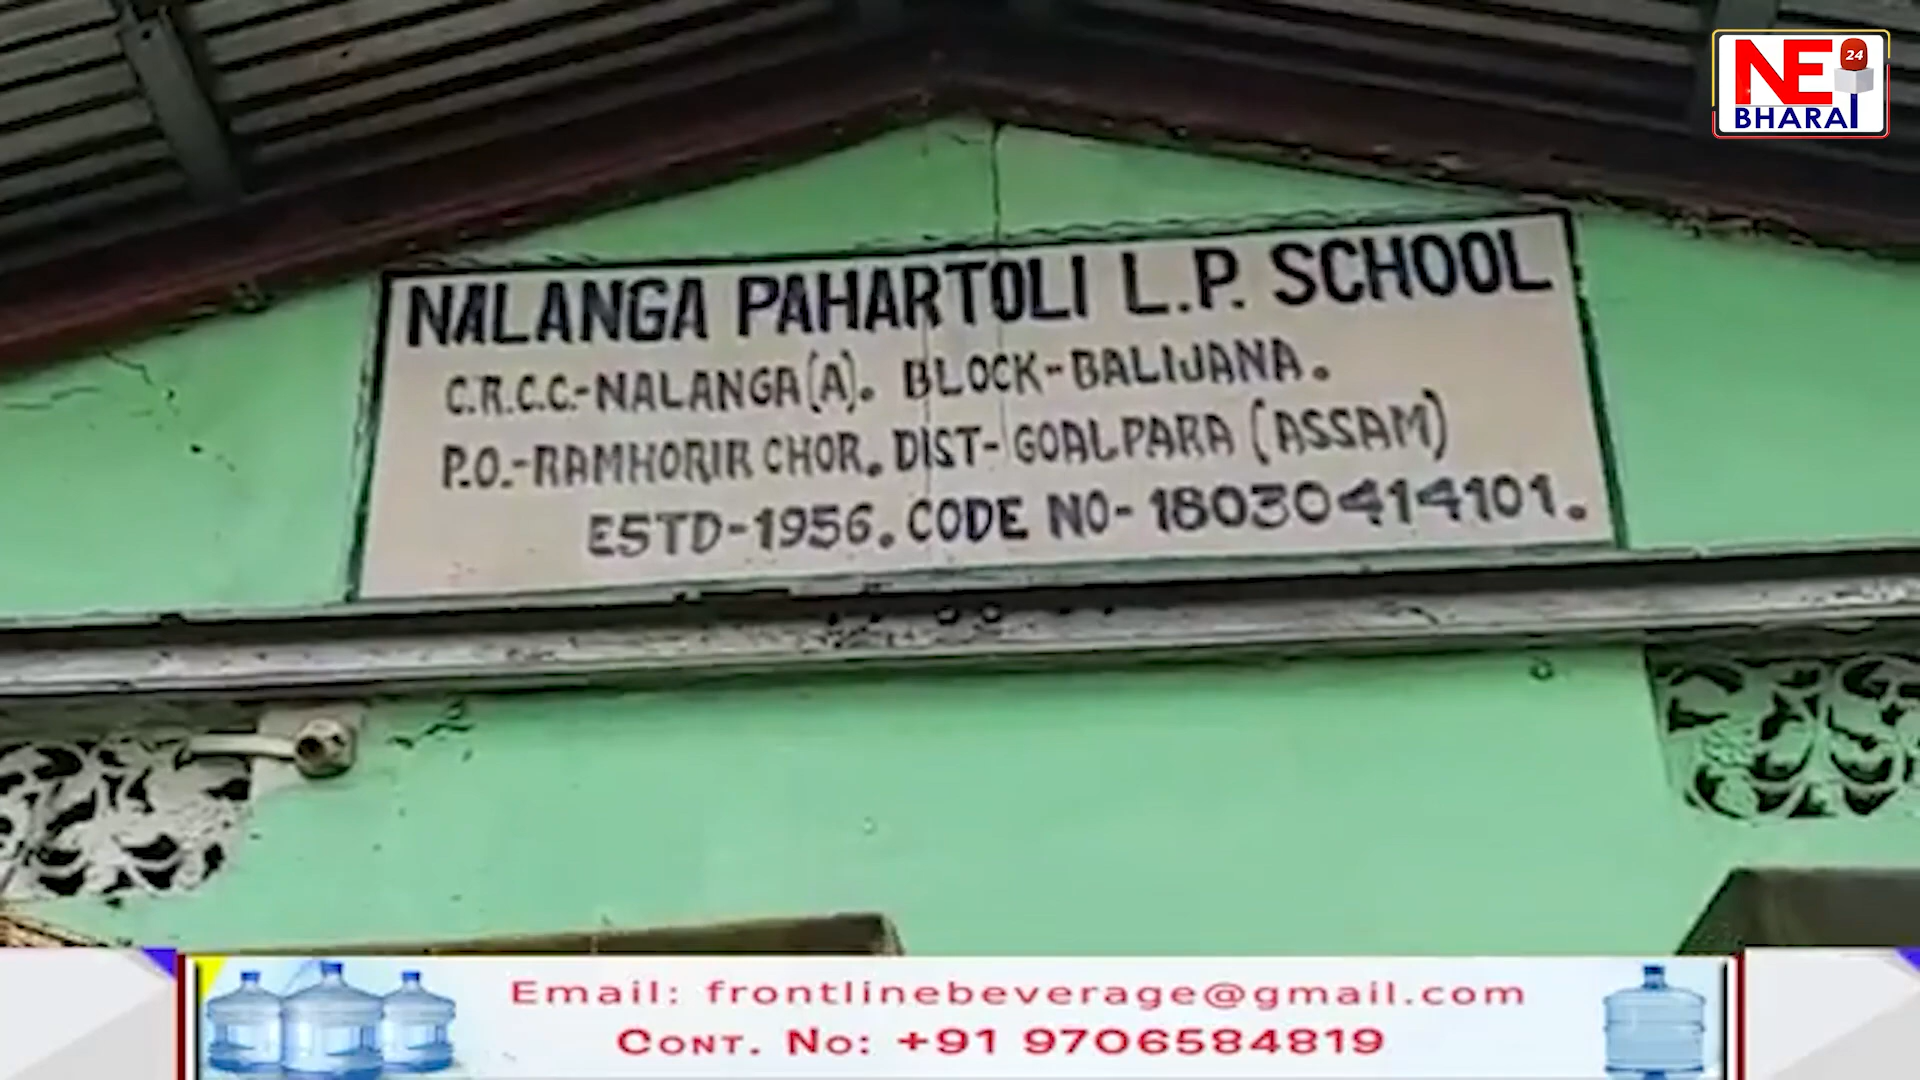 NE 24
BHARAT
NALANGA PAHARTOLI L.P. SCHOOL
C.R.C.C.-NALANGA(A). BLOCK-BALIJANA.
P.O.-RAMHORIR CHOR. DIST-GOALPARA (ASSAM)
ESTD-1956. CODE NO-18030414101.
Email: frontlinebeverage@gmail.com
CONT. NO: +91 9706584819